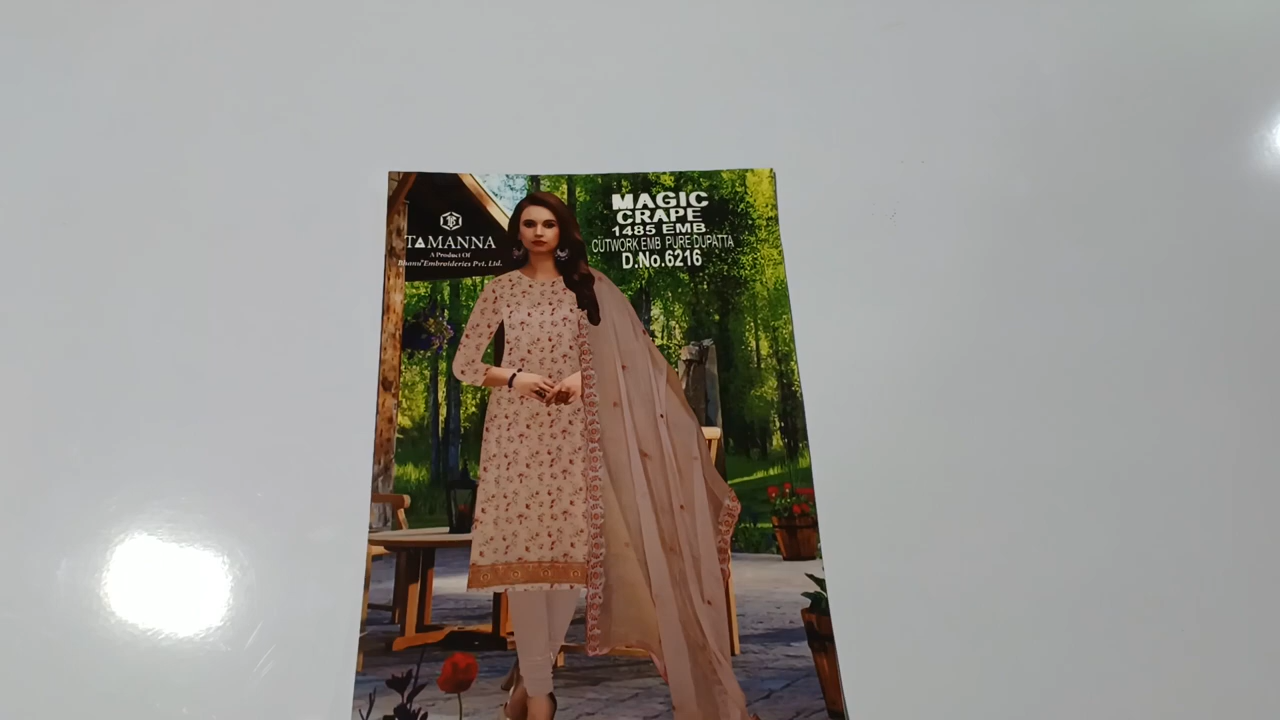 TAMANNA
A Product Of
Bhanu Embroideries Pvt. Ltd.
MAGIC
CRAPE
1485 EMB
CUTWORK EMB PURE DUPATTA
D.No.6216